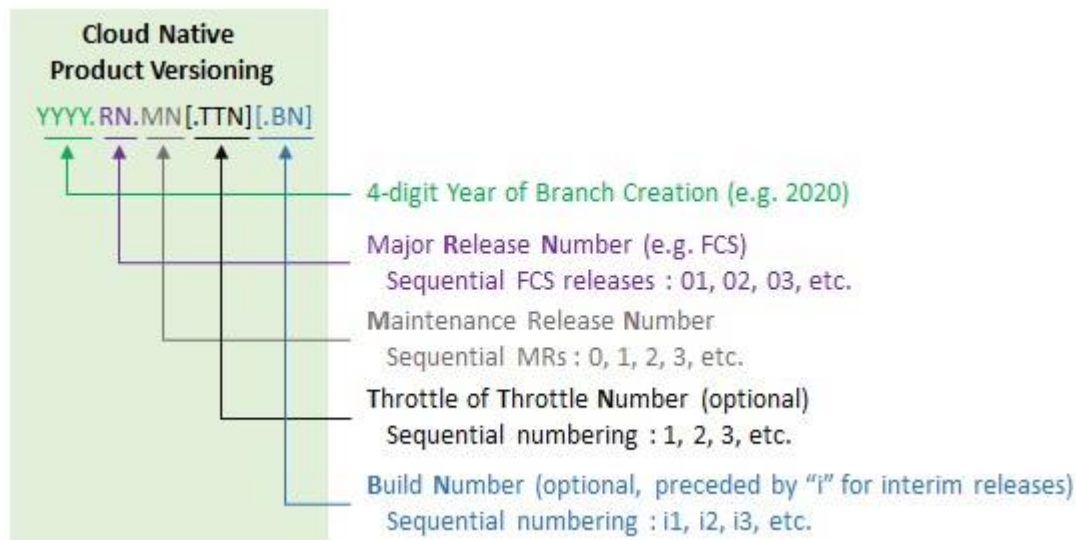 Cloud Native
Product Versioning
YYYY.RN.MN[.TTN][.BN]
4-digit Year of Branch Creation (e.g. 2020)
Major Release Number (e.g. FCS)
Sequential FCS releases : 01, 02, 03, etc.
Maintenance Release Number
Sequential MRs : 0, 1, 2, 3, etc.
Throttle of Throttle Number (optional)
Sequential numbering : 1, 2, 3, etc.
Build Number (optional, preceded by “i” for interim releases)
Sequential numbering : i1, i2, i3, etc.